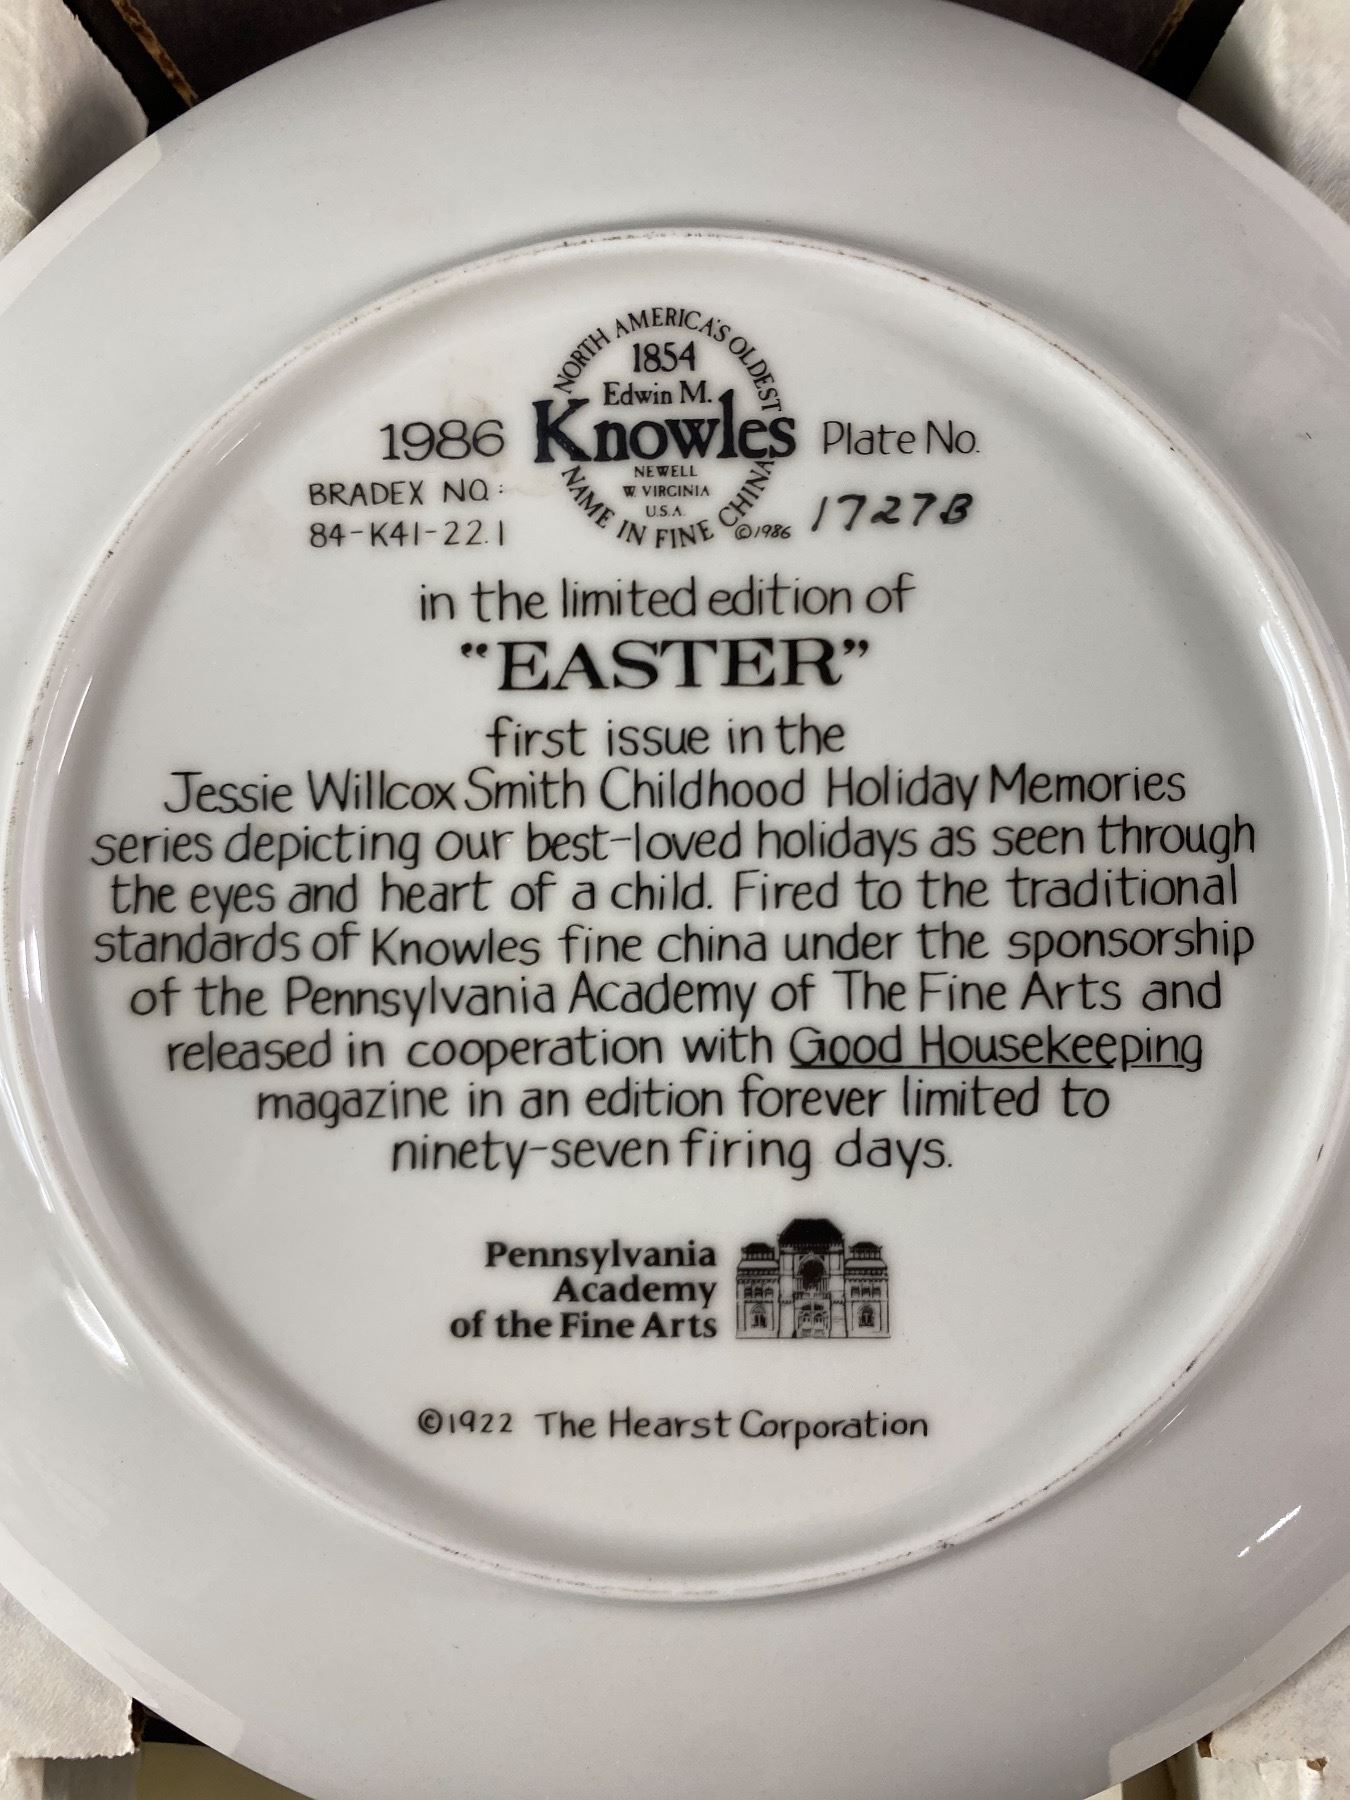 NORTH AMERICA'S OLDEST
1854
Edwin M.
1986 Knowles Plate No.
BRADEX NO: NEWELL
W. VIRGINIA
84-K41-22.1 U.S.A. 1727B
NAME IN FINE CHINA
©1986
in the limited edition of
“EASTER”
first issue in the
Jessie Willcox Smith Childhood Holiday Memories
series depicting our best-loved holidays as seen through
the eyes and heart of a child. Fired to the traditional
standards of Knowles fine china under the sponsorship
of the Pennsylvania Academy of The Fine Arts and
released in cooperation with Good Housekeeping
magazine in an edition forever limited to
ninety-seven firing days.
Pennsylvania
Academy
of the Fine Arts
©1922 The Hearst Corporation